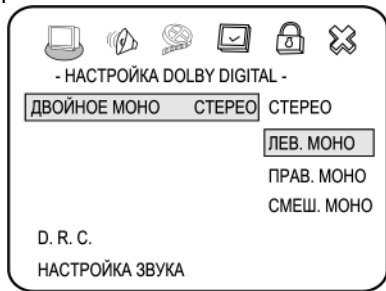 - НАСТРОЙКА DOLBY DIGITAL -
ДВОЙНОЕ МОНО СТЕРЕО СТЕРЕО
ЛЕВ. МОНО
ПРАВ. МОНО
СМЕШ. МОНО
D. R. C.
НАСТРОЙКА ЗВУКА